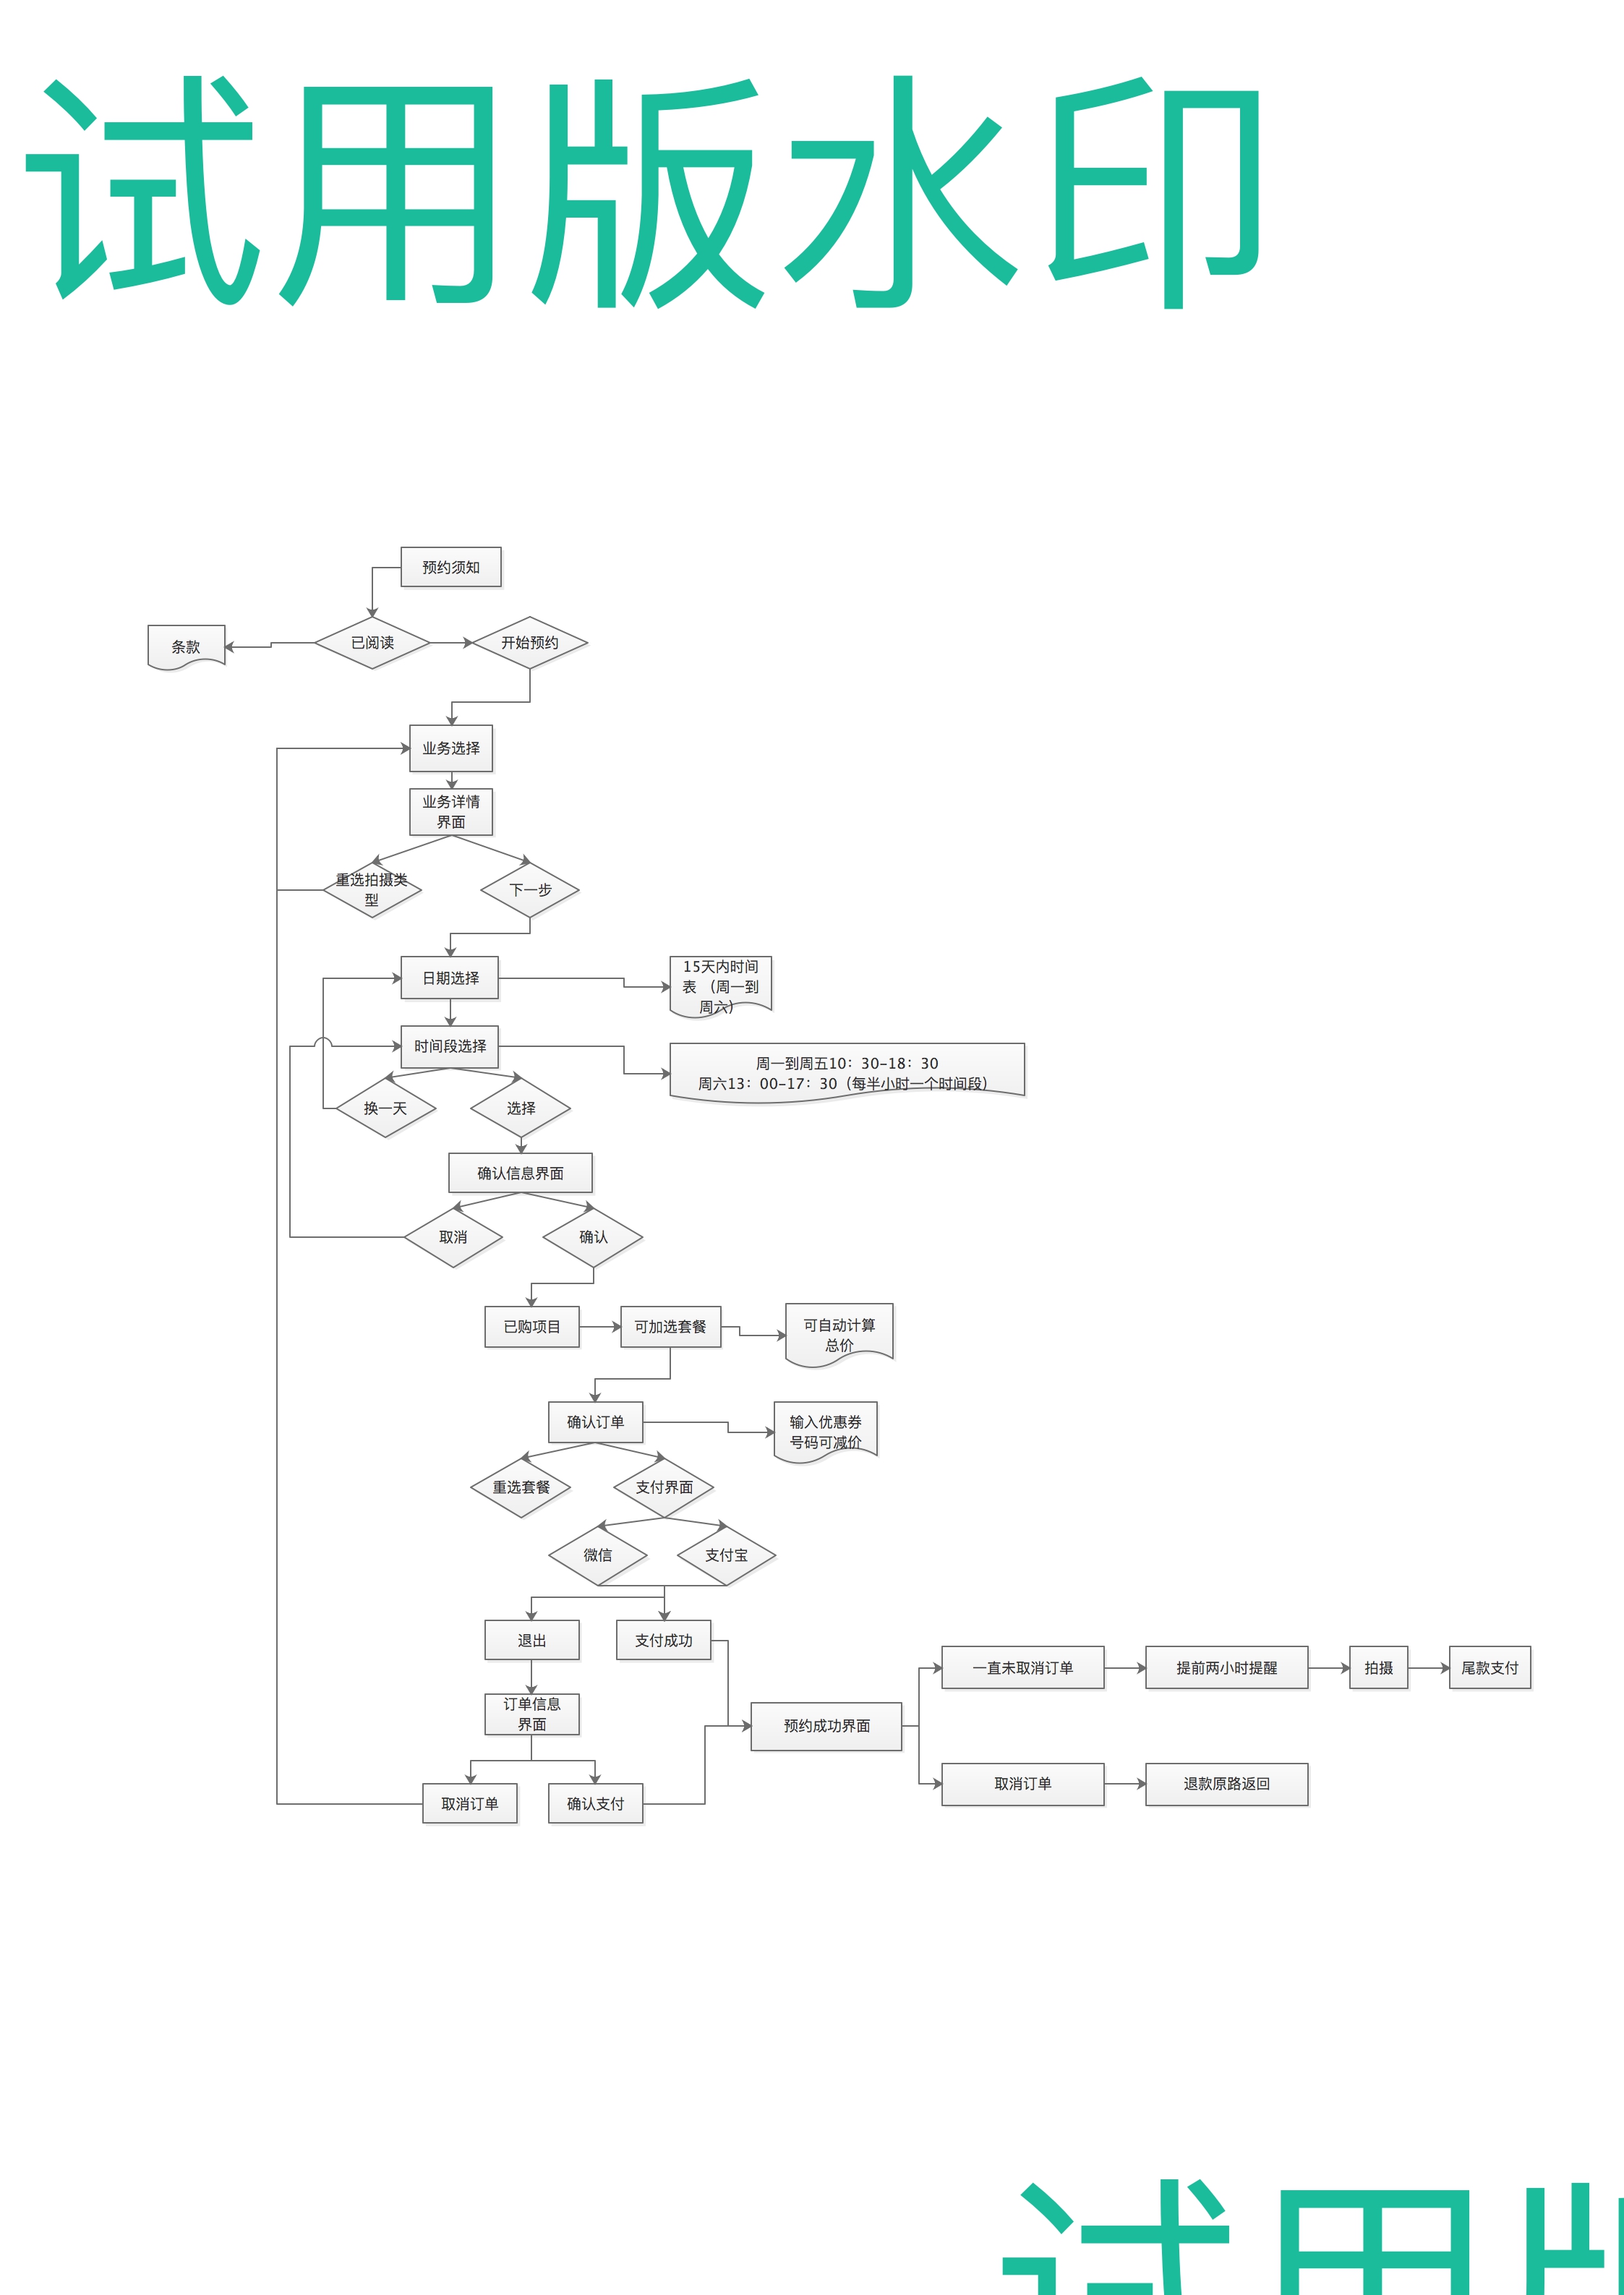 试用版水印
预约须知
条款
已阅读
开始预约
业务选择
业务详情
界面
重选拍摄类
型
下一步
日期选择
15天内时间
表 （周一到
周六）
时间段选择
周一到周五10：30-18：30
周六13：00-17：30（每半小时一个时间段）
换一天
选择
确认信息界面
取消
确认
已购项目
可加选套餐
可自动计算
总价
确认订单
输入优惠券
号码可减价
重选套餐
支付界面
微信
支付宝
退出
支付成功
一直未取消订单
提前两小时提醒
拍摄
尾款支付
订单信息
界面
预约成功界面
取消订单
退款原路返回
取消订单
确认支付
试用版